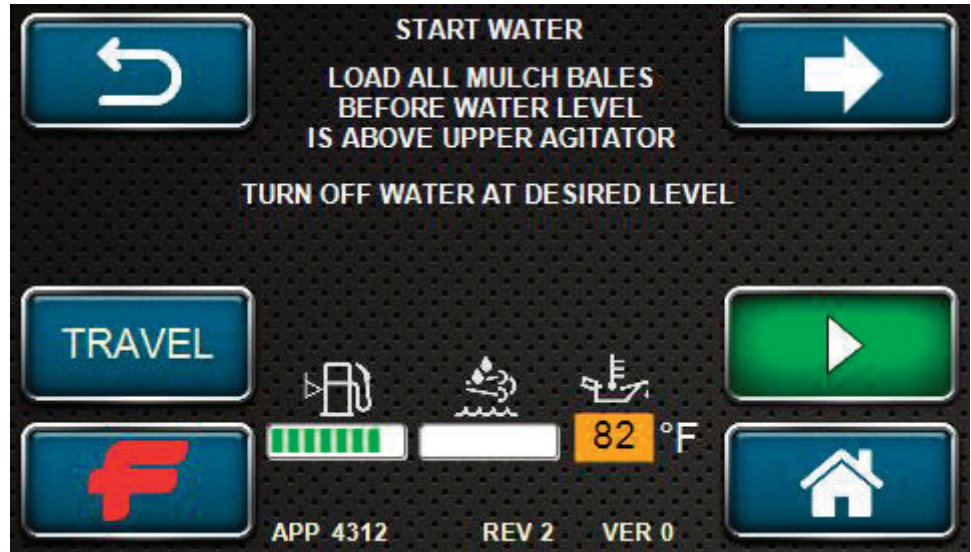 START WATER
LOAD ALL MULCH BALES
BEFORE WATER LEVEL
IS ABOVE UPPER AGITATOR
TURN OFF WATER AT DESIRED LEVEL
TRAVEL
82 °F
APP 4312 REV 2 VER 0